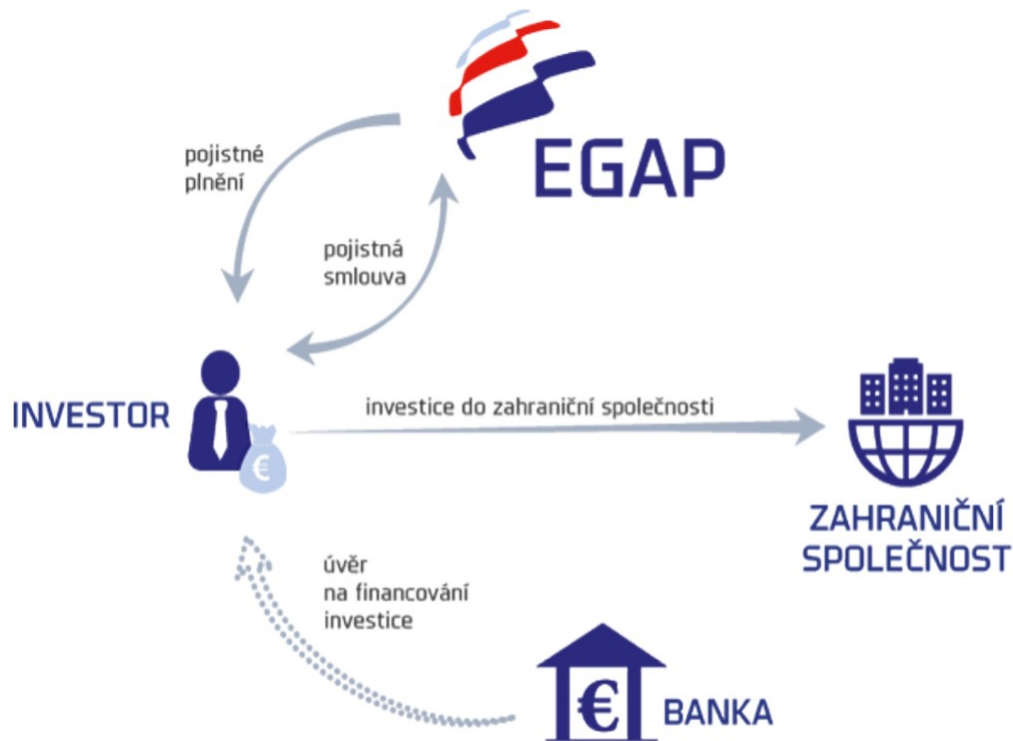 EGAP
pojistné
plnění
pojistná
smlouva
INVESTOR
€
investice do zahraniční společnosti
ZAHRANIČNÍ
SPOLEČNOST
úvěr
na financování
investice
€
BANKA